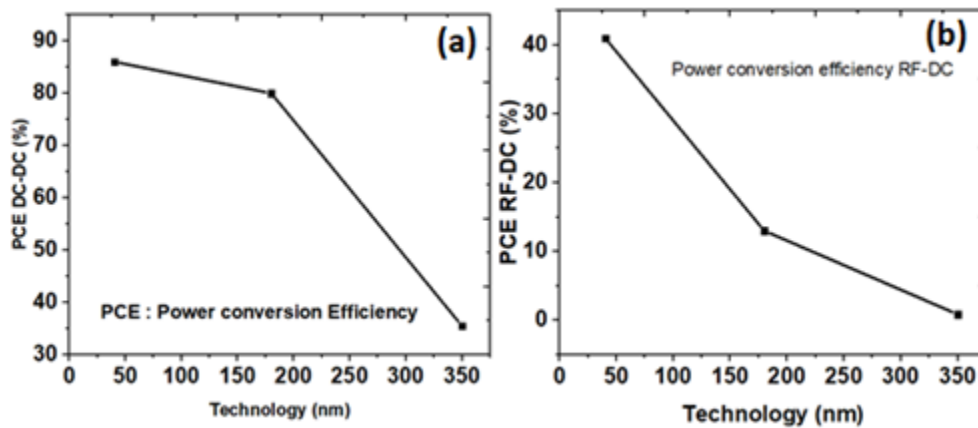 (a)
90
80
70
60
50
40
30
PCE DC-DC (%)
PCE : Power conversion Efficiency
0 50 100 150 200 250 300 350
Technology (nm)
(b)
40
30
20
10
0
PCE RF-DC (%)
Power conversion efficiency RF-DC
0 50 100 150 200 250 300 350
Technology (nm)